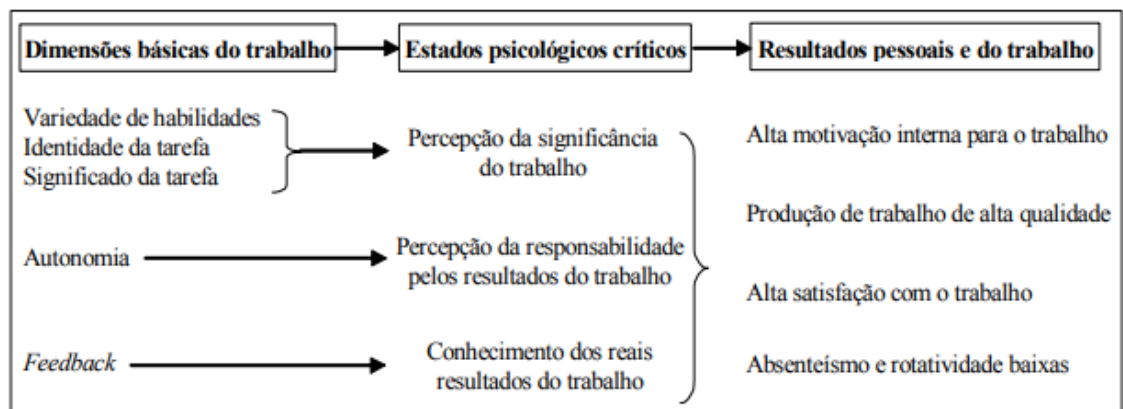 Dimensões básicas do trabalho
Estados psicológicos críticos
Resultados pessoais e do trabalho
Variedade de habilidades
Identidade da tarefa
Significado da tarefa
Percepção da significância
do trabalho
Alta motivação interna para o trabalho
Produção de trabalho de alta qualidade
Autonomia
Percepção da responsabilidade
pelos resultados do trabalho
Alta satisfação com o trabalho
Feedback
Conhecimento dos reais
resultados do trabalho
Absenteísmo e rotatividade baixas